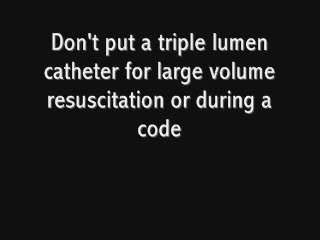 Don't put a triple lumen
catheter for large volume
resuscitation or during a
code